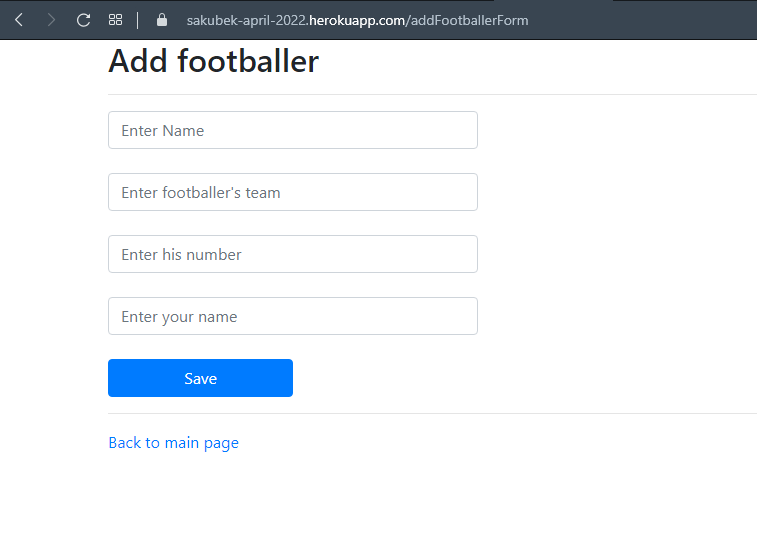 sakubek-april-2022.herokuapp.com/addFootballerForm
Add footballer
Enter Name
Enter footballer's team
Enter his number
Enter your name
Save
Back to main page